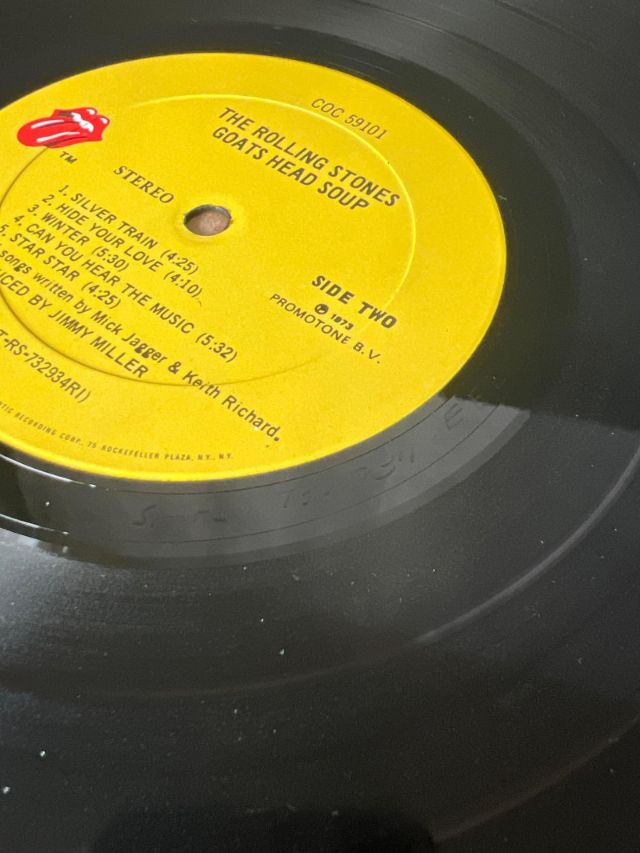 COC 59101
THE ROLLING STONES
GOATS HEAD SOUP
TM
STEREO
1. SILVER TRAIN (4:25)
2. HIDE YOUR LOVE (4:10)
3. WINTER (5:30)
4. CAN YOU HEAR THE MUSIC (5:32)
5. STAR STAR (4:25)
songs written by Mick Jagger & Keith Richard.
BY JIMMY MILLER
RS-732934
SIDE TWO
℗ 1973
PROMOTONE B.V.
RECORDING CORP., 75 ROCKEFELLER PLAZA, N.Y., N.Y.